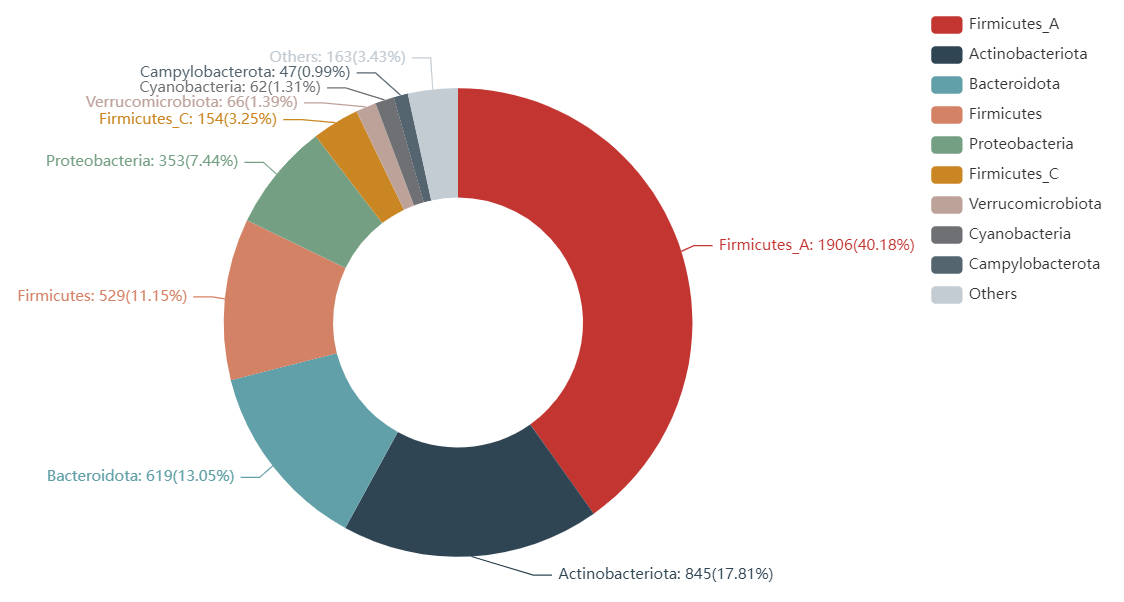 Others: 163(3.43%)
Campylobacterota: 47(0.99%)
Cyanobacteria: 62(1.31%)
Verrucomicrobiota: 66(1.39%)
Firmicutes_C: 154(3.25%)
Proteobacteria: 353(7.44%)
Firmicutes: 529(11.15%)
Bacteroidota: 619(13.05%)
Firmicutes_A: 1906(40.18%)
Actinobacteriota: 845(17.81%)
Firmicutes_A
Actinobacteriota
Bacteroidota
Firmicutes
Proteobacteria
Firmicutes_C
Verrucomicrobiota
Cyanobacteria
Campylobacterota
Others